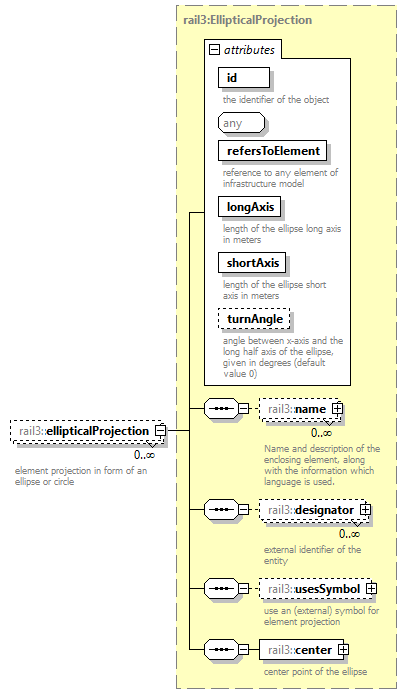 rail3:EllipticalProjection
attributes
id
the identifier of the object
any
refersToElement
reference to any element of
infrastructure model
longAxis
length of the ellipse long axis
in meters
shortAxis
length of the ellipse short
axis in meters
turnAngle
angle between x-axis and the
long half axis of the ellipse,
given in degrees (default
value 0)
rail3::ellipticalProjection
0..∞
element projection in form of an
ellipse or circle
rail3::name
0..∞
Name and description of the
enclosing element, along
with the information which
language is used.
rail3::designator
0..∞
external identifier of the
entity
rail3::usesSymbol
use an (external) symbol for
element projection
rail3::center
center point of the ellipse